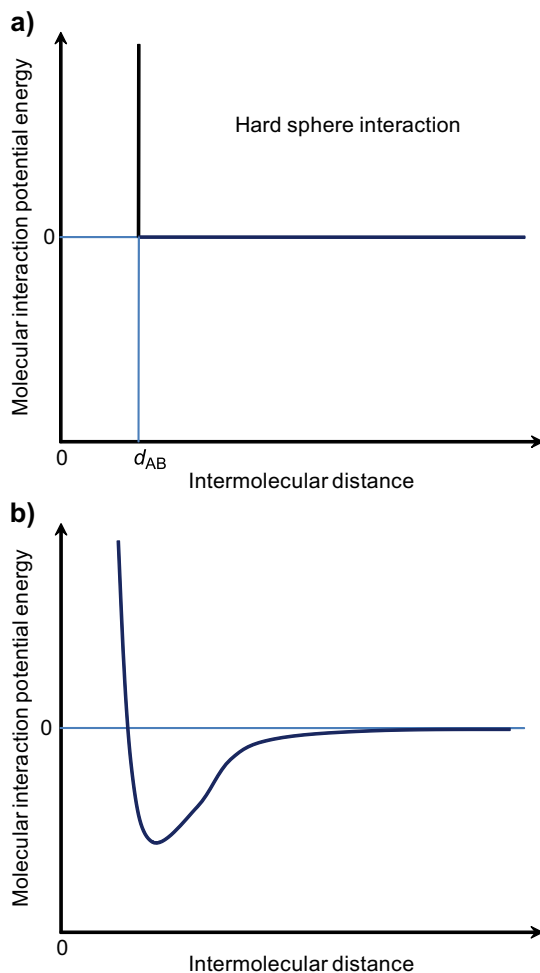 a)
Molecular interaction potential energy
Hard sphere interaction
0
0
dAB
Intermolecular distance
b)
Molecular interaction potential energy
0
0
Intermolecular distance